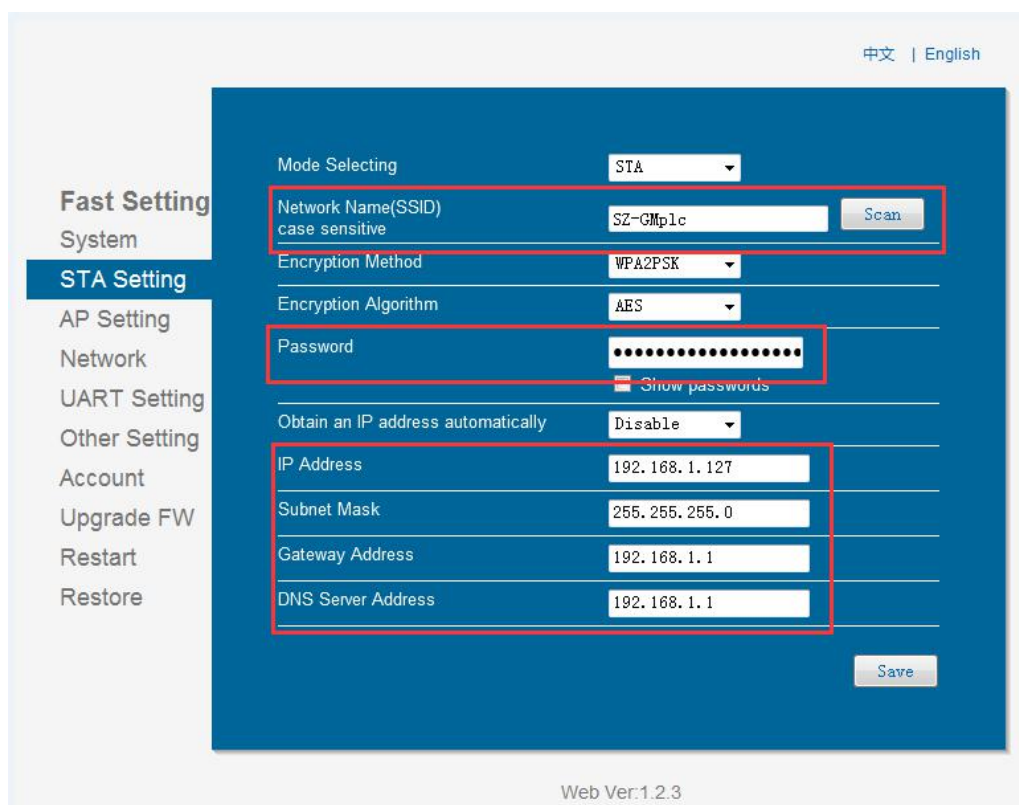 中文 | English
Fast Setting
System
STA Setting
AP Setting
Network
UART Setting
Other Setting
Account
Upgrade FW
Restart
Restore
Mode Selecting STA
Network Name(SSID)
case sensitive SZ-GMplc Scan
Encryption Method WPA2PSK
Encryption Algorithm AES
Password ●●●●●●●●●●●●●●●●●●
Show passwords
Obtain an IP address automatically Disable
IP Address 192.168.1.127
Subnet Mask 255.255.255.0
Gateway Address 192.168.1.1
DNS Server Address 192.168.1.1
Save
Web Ver:1.2.3